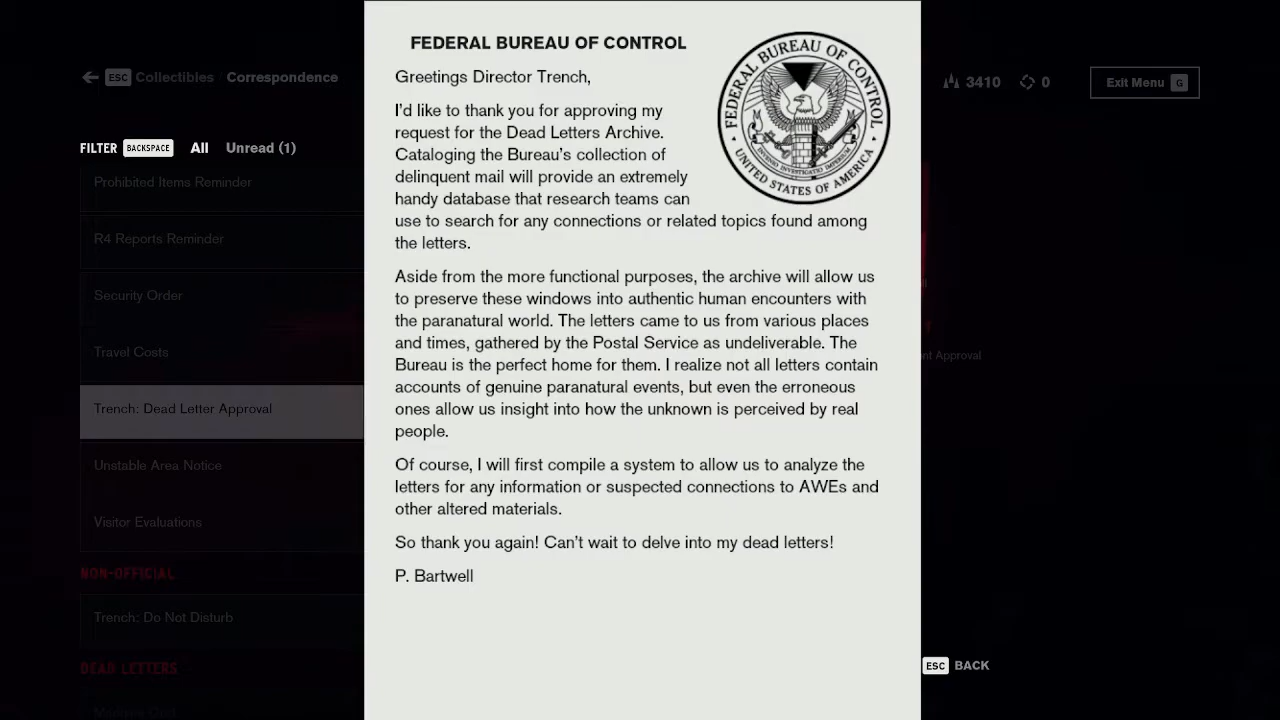 FEDERAL BUREAU OF CONTROL
FEDERAL BUREAU OF CONTROL
UNITED STATES OF AMERICA
INVENIO INVESTIGATIO IMPERIUM
ESC Collectibles / Correspondence
3410
0
Exit Menu G
FILTER BACKSPACE All Unread (1)
Prohibited Items Reminder
R4 Reports Reminder
Security Order
Travel Costs
Trench: Dead Letter Approval
Unstable Area Notice
Visitor Evaluations
NON-OFFICIAL
Trench: Do Not Disturb
DEAD LETTERS
Greetings Director Trench,
I'd like to thank you for approving my
request for the Dead Letters Archive.
Cataloging the Bureau's collection of
delinquent mail will provide an extremely
handy database that research teams can
use to search for any connections or related topics found among
the letters.
Aside from the more functional purposes, the archive will allow us
to preserve these windows into authentic human encounters with
the paranatural world. The letters came to us from various places
and times, gathered by the Postal Service as undeliverable. The
Bureau is the perfect home for them. I realize not all letters contain
accounts of genuine paranatural events, but even the erroneous
ones allow us insight into how the unknown is perceived by real
people.
Of course, I will first compile a system to allow us to analyze the
letters for any information or suspected connections to AWEs and
other altered materials.
So thank you again! Can't wait to delve into my dead letters!
P. Bartwell
Approval
ESC BACK